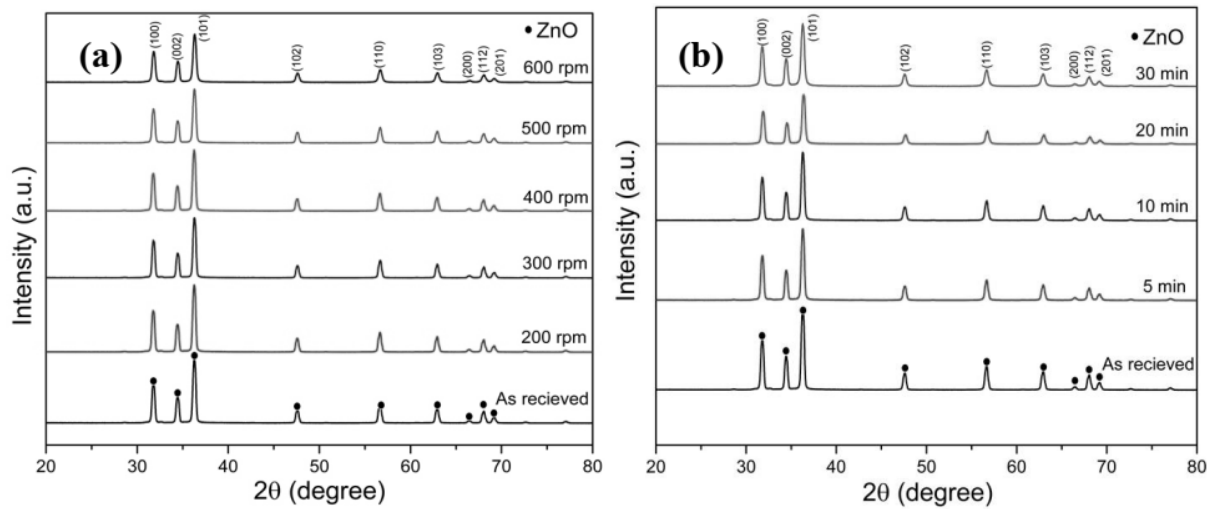 (a)
(100)
(002)
(101)
(102)
(110)
(103)
(200)
(112)
(201)
• ZnO
600 rpm
500 rpm
400 rpm
300 rpm
200 rpm
As recieved
Intensity (a.u.)
20 30 40 50 60 70 80
2θ (degree)
(b)
(100)
(002)
(101)
(102)
(110)
(103)
(200)
(112)
(201)
• ZnO
30 min
20 min
10 min
5 min
As recieved
Intensity (a.u.)
20 30 40 50 60 70 80
2θ (degree)